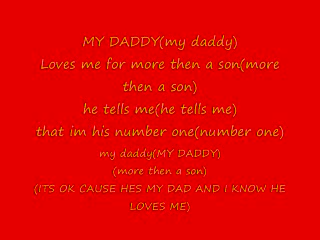 MY DADDY(my daddy)
Loves me for more then a son(more
then a son)
he tells me(he tells me)
that im his number one(number one)
my daddy(MY DADDY)
(more then a son)
(ITS OK CAUSE HES MY DAD AND I KNOW HE
LOVES ME)